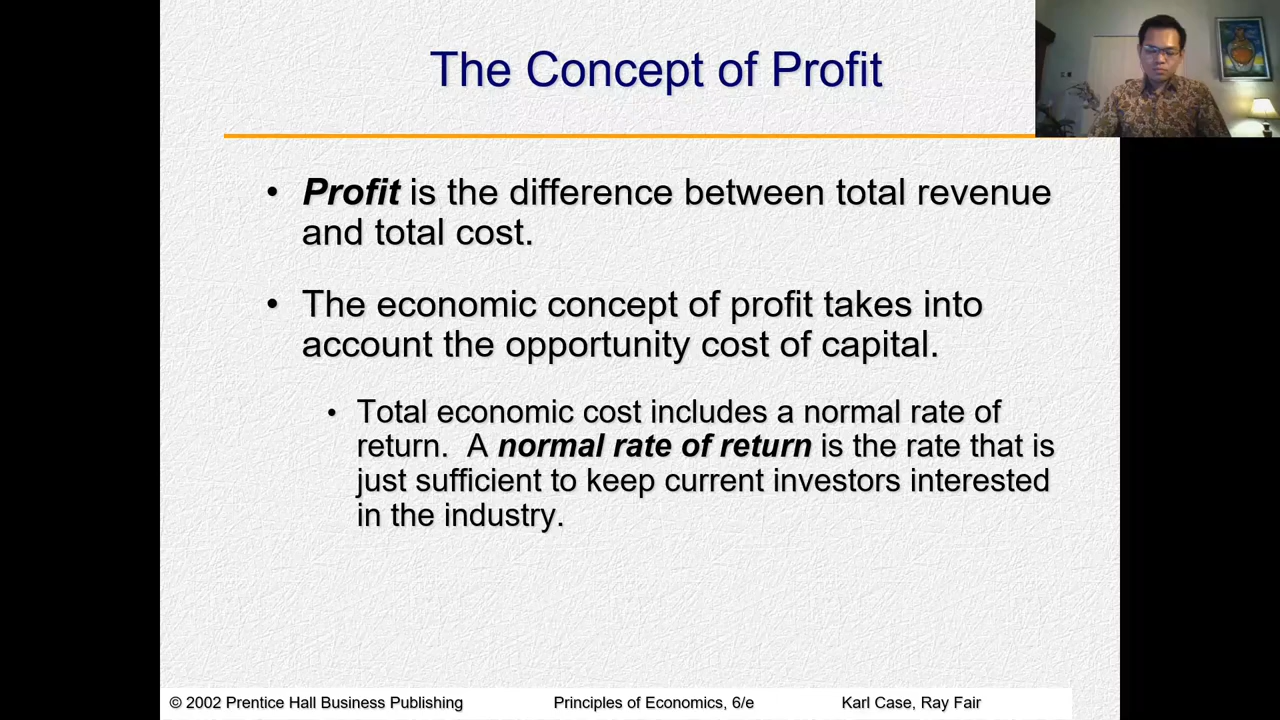 The Concept of Profit
• Profit is the difference between total revenue
and total cost.
• The economic concept of profit takes into
account the opportunity cost of capital.
• Total economic cost includes a normal rate of
return.  A normal rate of return is the rate that is
just sufficient to keep current investors interested
in the industry.
© 2002 Prentice Hall Business Publishing Principles of Economics, 6/e Karl Case, Ray Fair